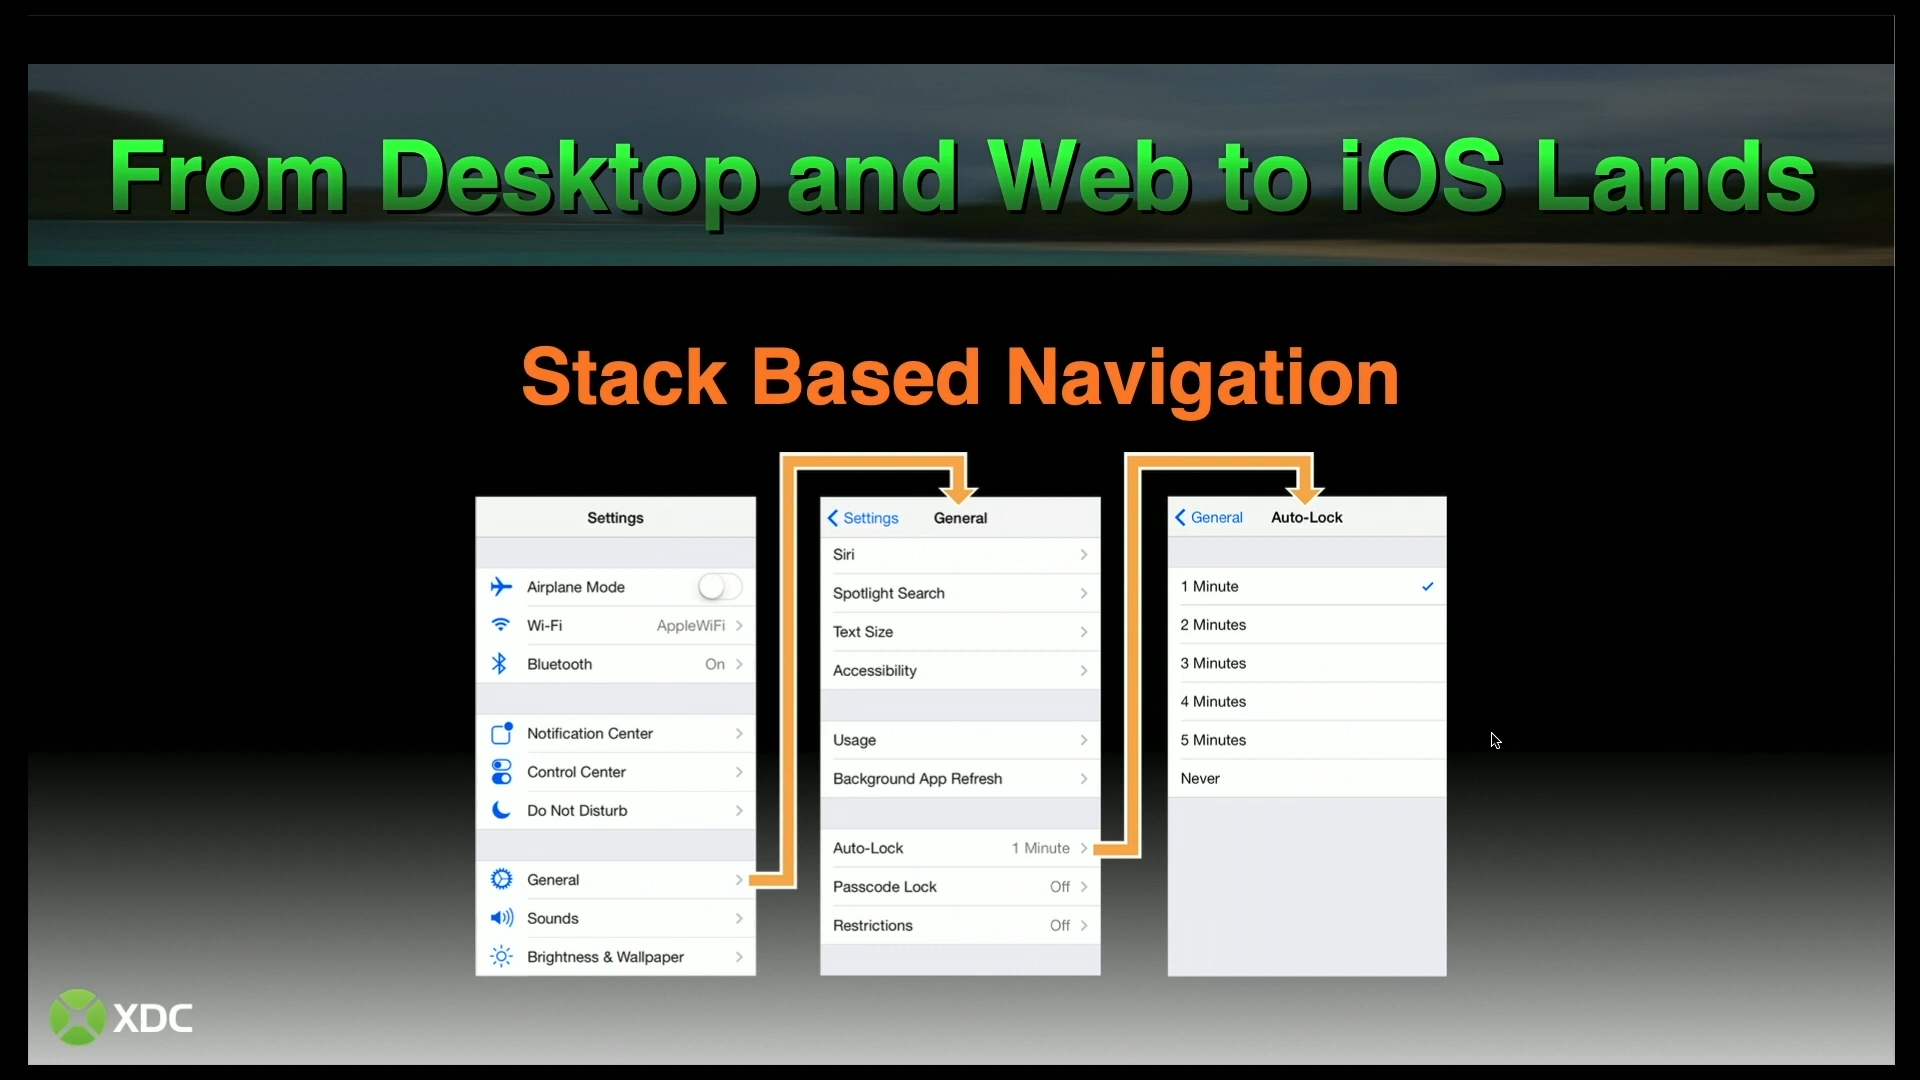 From Desktop and Web to iOS Lands
Stack Based Navigation
Settings
Airplane Mode
Wi-Fi AppleWiFi
Bluetooth On
Notification Center
Control Center
Do Not Disturb
General
Sounds
Brightness & Wallpaper
Settings General
Siri
Spotlight Search
Text Size
Accessibility
Usage
Background App Refresh
Auto-Lock 1 Minute
Passcode Lock Off
Restrictions Off
General Auto-Lock
1 Minute
2 Minutes
3 Minutes
4 Minutes
5 Minutes
Never
XDC